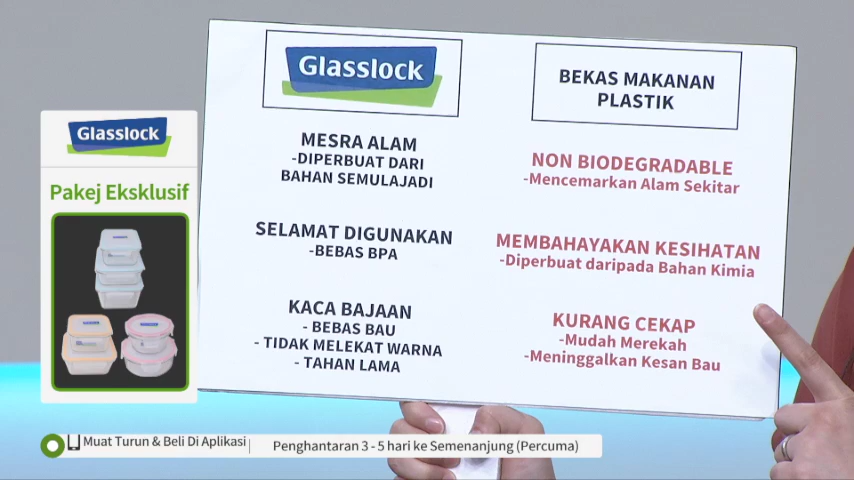 Glasslock
Pakej Eksklusif
Glasslock
MESRA ALAM
-DIPERBUAT DARI
BAHAN SEMULAJADI
SELAMAT DIGUNAKAN
-BEBAS BPA
KACA BAJAAN
- BEBAS BAU
- TIDAK MELEKAT WARNA
- TAHAN LAMA
BEKAS MAKANAN
PLASTIK
NON BIODEGRADABLE
-Mencemarkan Alam Sekitar
MEMBAHAYAKAN KESIHATAN
-Diperbuat daripada Bahan Kimia
KURANG CEKAP
-Mudah Merekah
-Meninggalkan Kesan Bau
Muat Turun & Beli Di Aplikasi
Penghantaran 3 - 5 hari ke Semenanjung (Percuma)